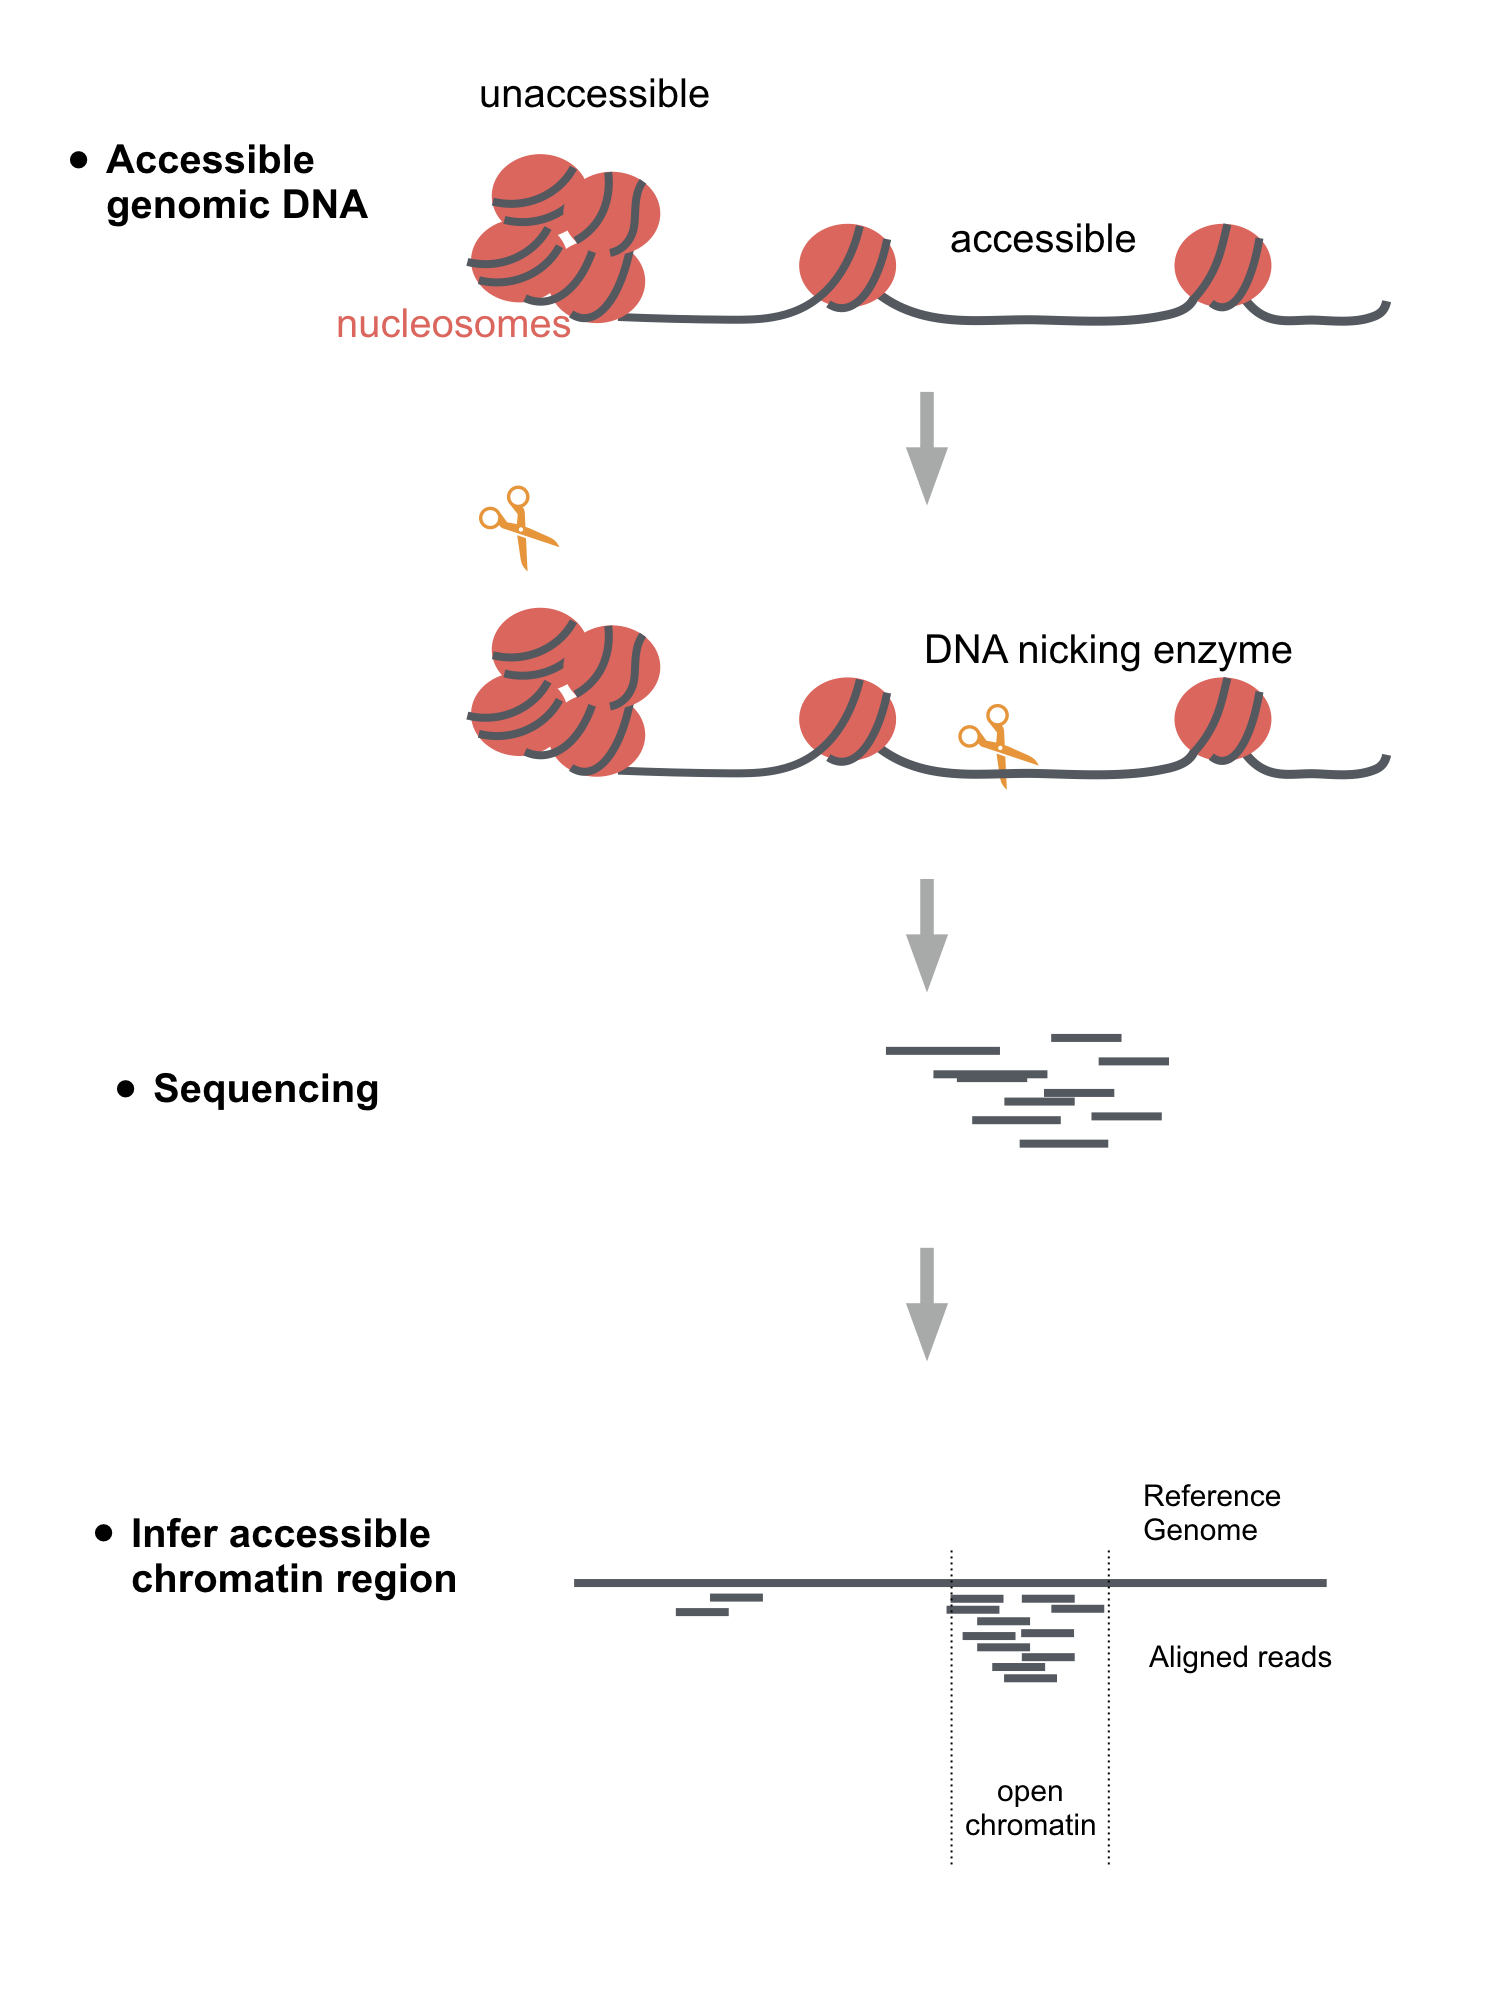 unaccessible
• Accessible
genomic DNA
accessible
nucleosomes
DNA nicking enzyme
• Sequencing
Reference
Genome
• Infer accessible
chromatin region
Aligned reads
open
chromatin